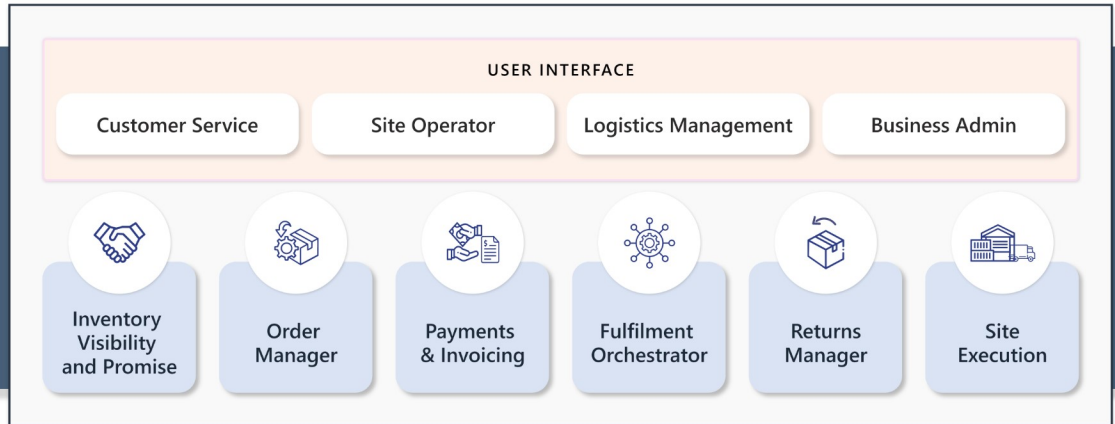 USER INTERFACE
Customer Service
Site Operator
Logistics Management
Business Admin
Inventory
Visibility
and Promise
Order
Manager
Payments
& Invoicing
Fulfilment
Orchestrator
Returns
Manager
Site
Execution